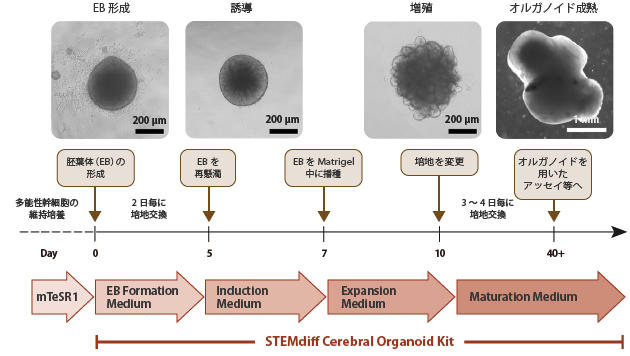 EB 形成
誘導
増殖
オルガノイド成熟
200 μm
200 μm
200 μm
1 mm
胚葉体（EB）の
形成
EB を
再懸濁
EB を Matrigel
中に播種
培地を変更
オルガノイドを
用いた
アッセイ等へ
多能性幹細胞の
維持培養
2 日毎に
培地交換
3 〜 4 日毎に
培地交換
Day
0
5
7
10
40+
mTeSR1
EB Formation
Medium
Induction
Medium
Expansion
Medium
Maturation Medium
STEMdiff Cerebral Organoid Kit